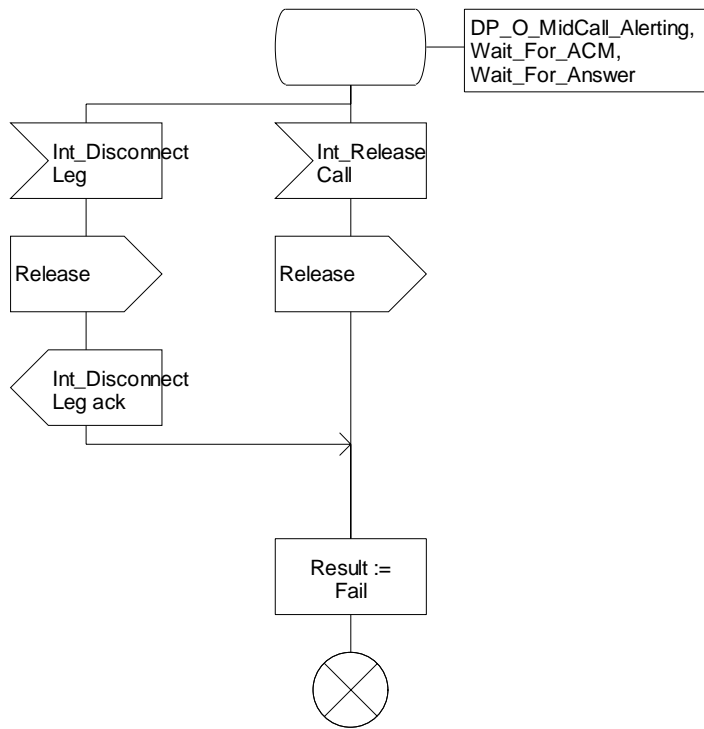 DP_O_MidCall_Alerting,
Wait_For_ACM,
Wait_For_Answer
Int_Disconnect
Leg
Int_Release
Call
Release
Release
Int_Disconnect
Leg ack
Result :=
Fail